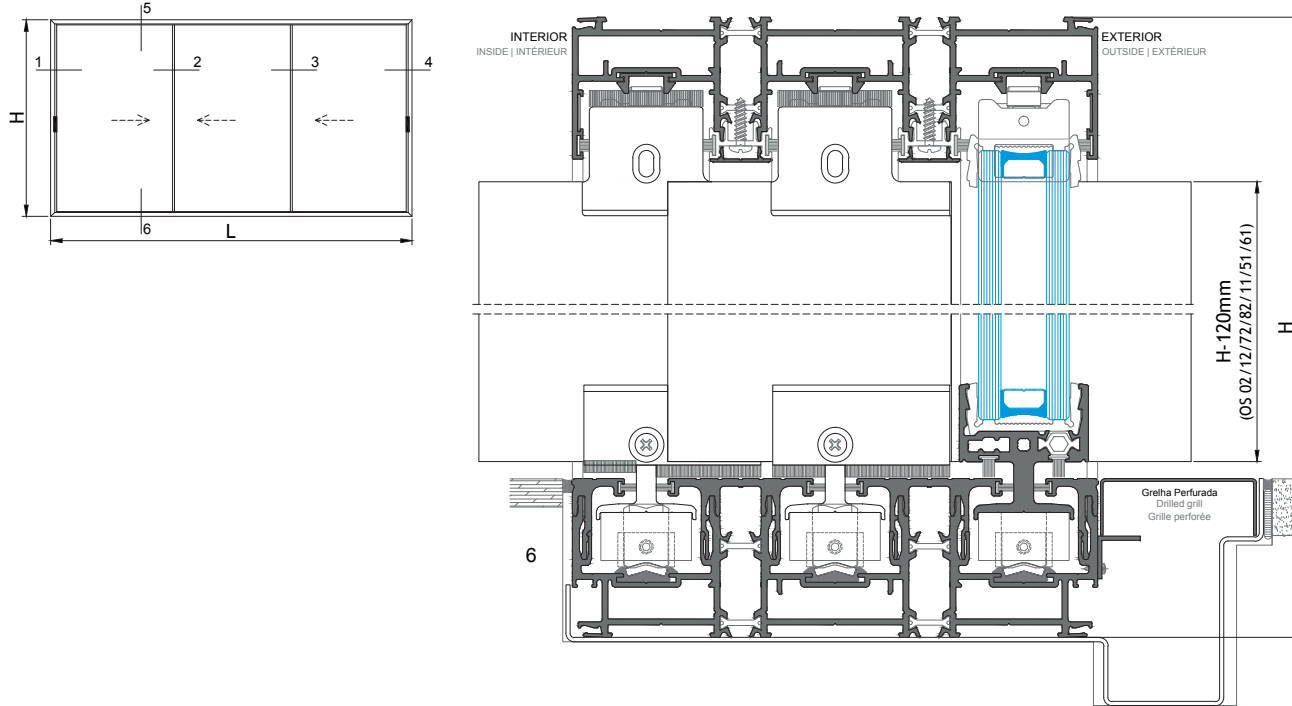 5
1
2
3
4
H
6
L
INTERIOR
INSIDE | INTÉRIEUR
EXTERIOR
OUTSIDE | EXTÉRIEUR
H-120mm
(OS 02/12/72/82/11/51/61)
H
Grelha Perfurada
Drilled grill
Grille perforée
6